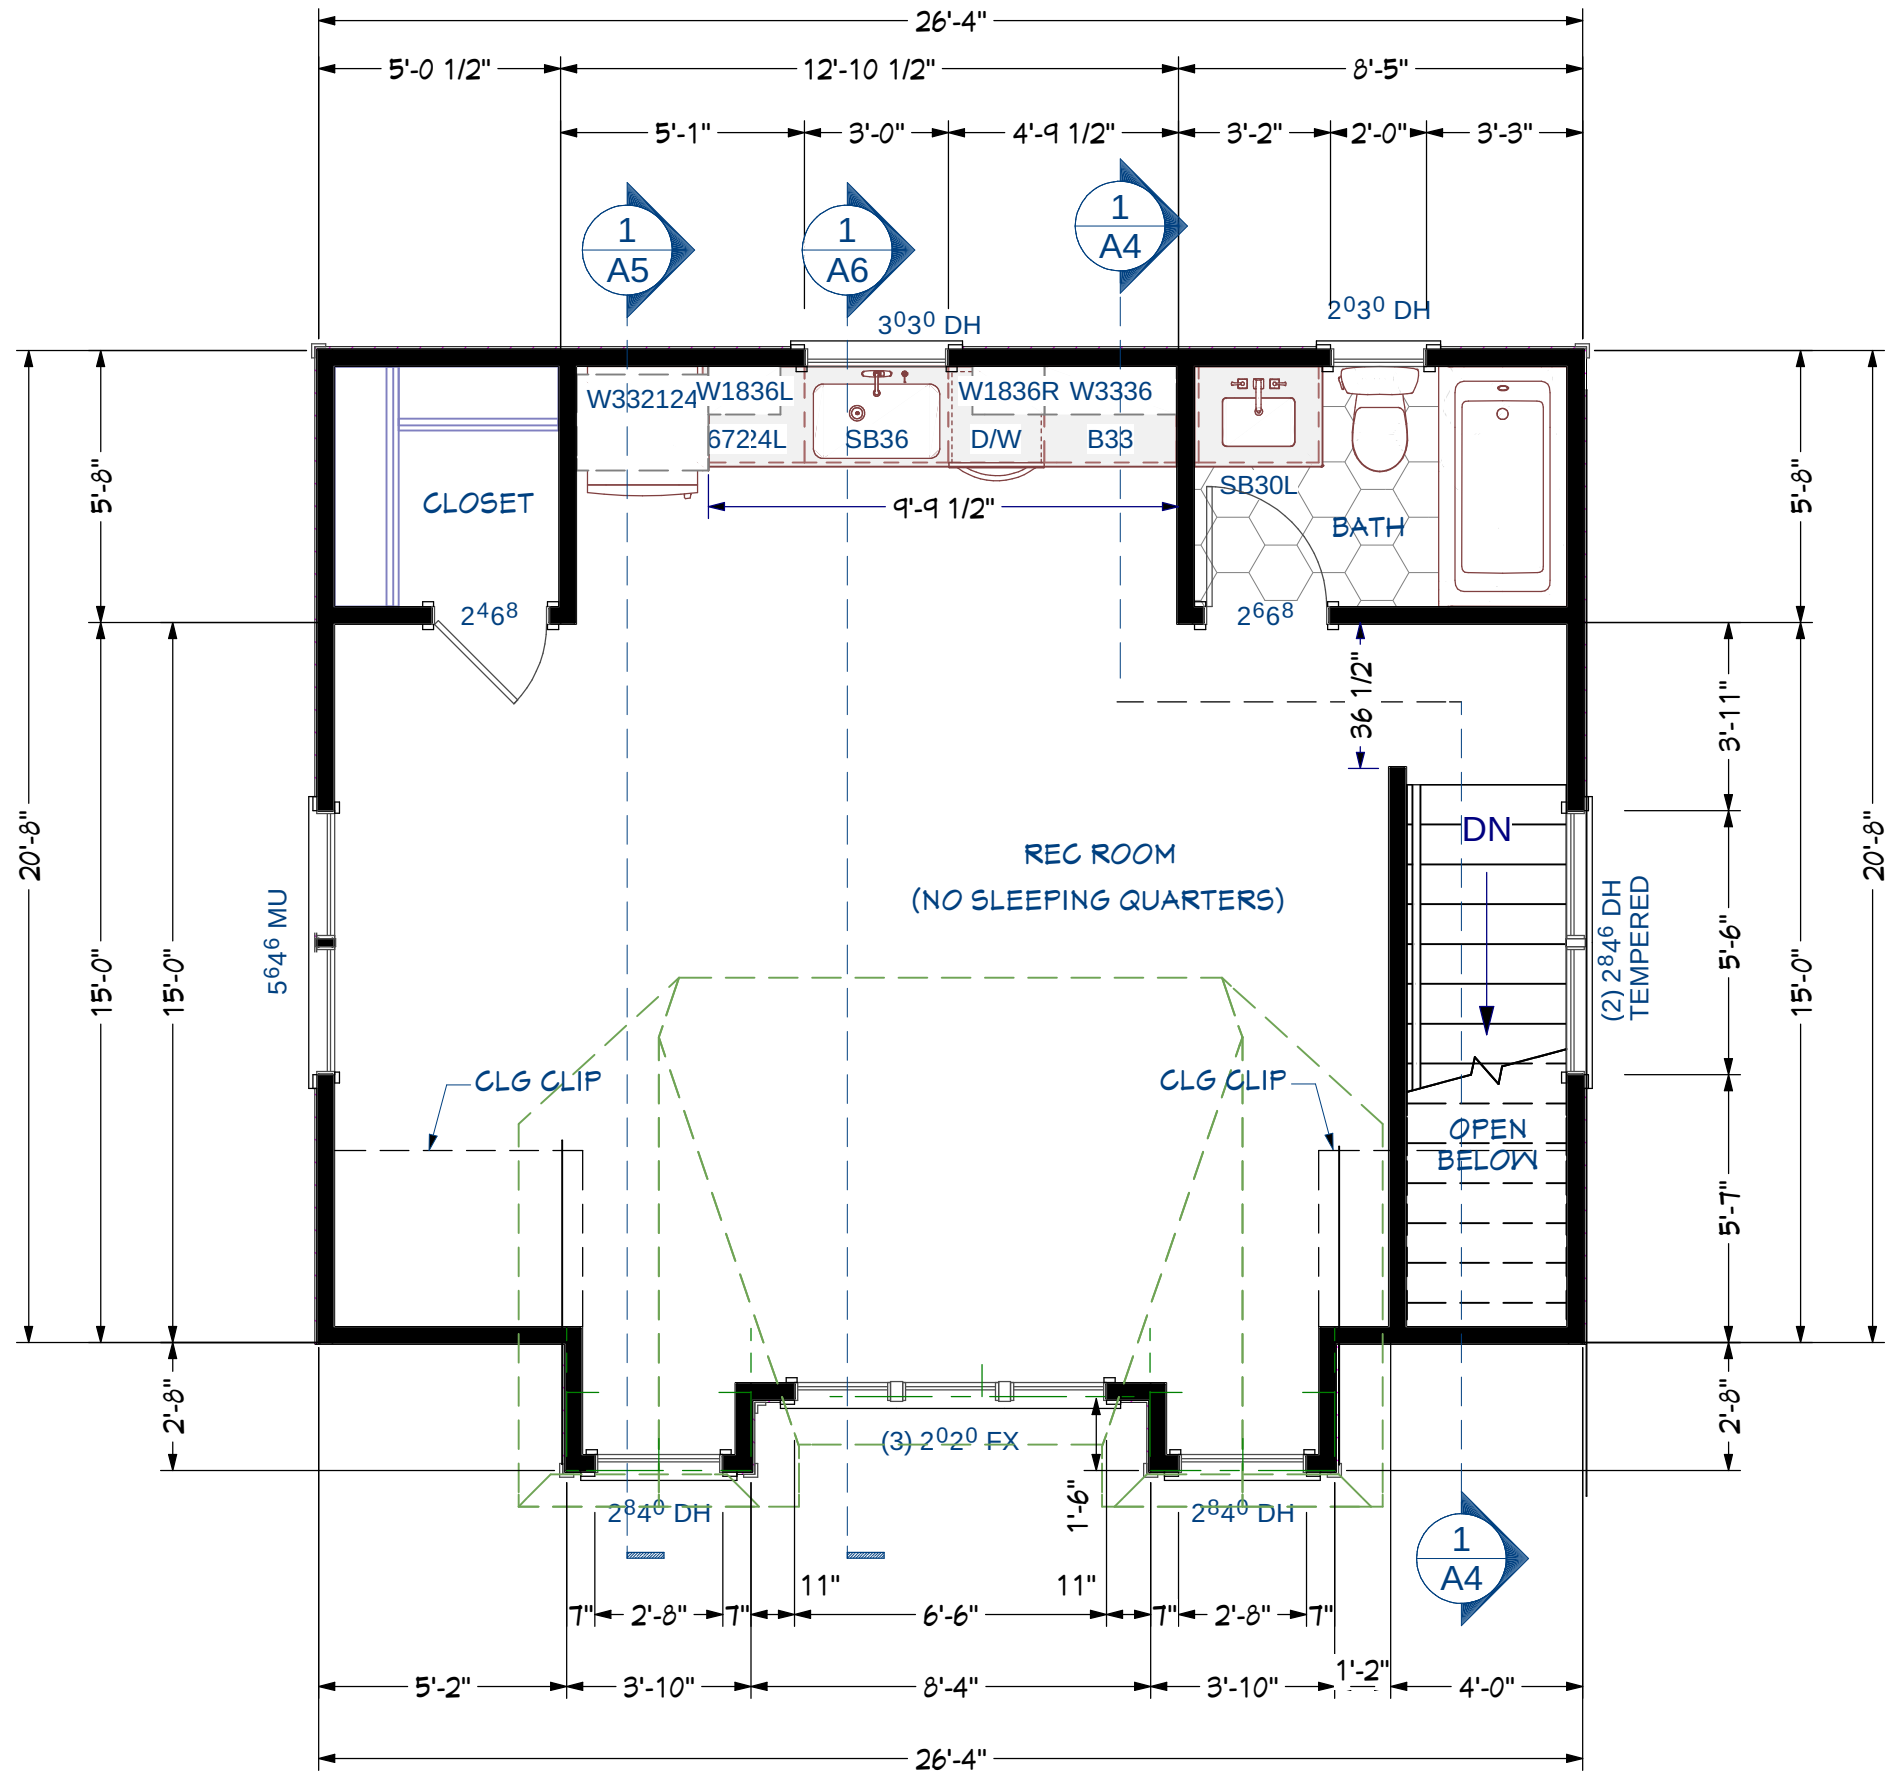 26'-4"
5'-0 1/2" 12'-10 1/2" 8'-5"
5'-1" 3'-0" 4'-9 1/2" 3'-2" 2'-0" 3'-3"
1
A4
1
A5
1
A6
3⁰3⁰ DH
2⁰3⁰ DH
W332124
W1836L
W1836R
W3336
24L
SB36
D/W
B33
SB30L
CLOSET
9'-9 1/2"
BATH
2⁴6⁸
2⁶6⁸
5'-8"
5'-8"
36 1/2"
3'-11"
20'-8"
20'-8"
DN
REC ROOM
(NO SLEEPING QUARTERS)
5⁶4⁶ MU
(2) 2⁸4⁶ DH
TEMPERED
5'-6"
15'-0"
15'-0"
15'-0"
CLG CLIP
CLG CLIP
OPEN
BELOW
5'-7"
2'-8"
2'-8"
(3) 2⁰2⁰ FX
1'-6"
2⁸4⁰ DH
2⁸4⁰ DH
1
A4
11" 11"
7" 2'-8" 7" 6'-6" 7" 2'-8" 7"
5'-2" 3'-10" 8'-4" 3'-10" 1'-2" 4'-0"
26'-4"